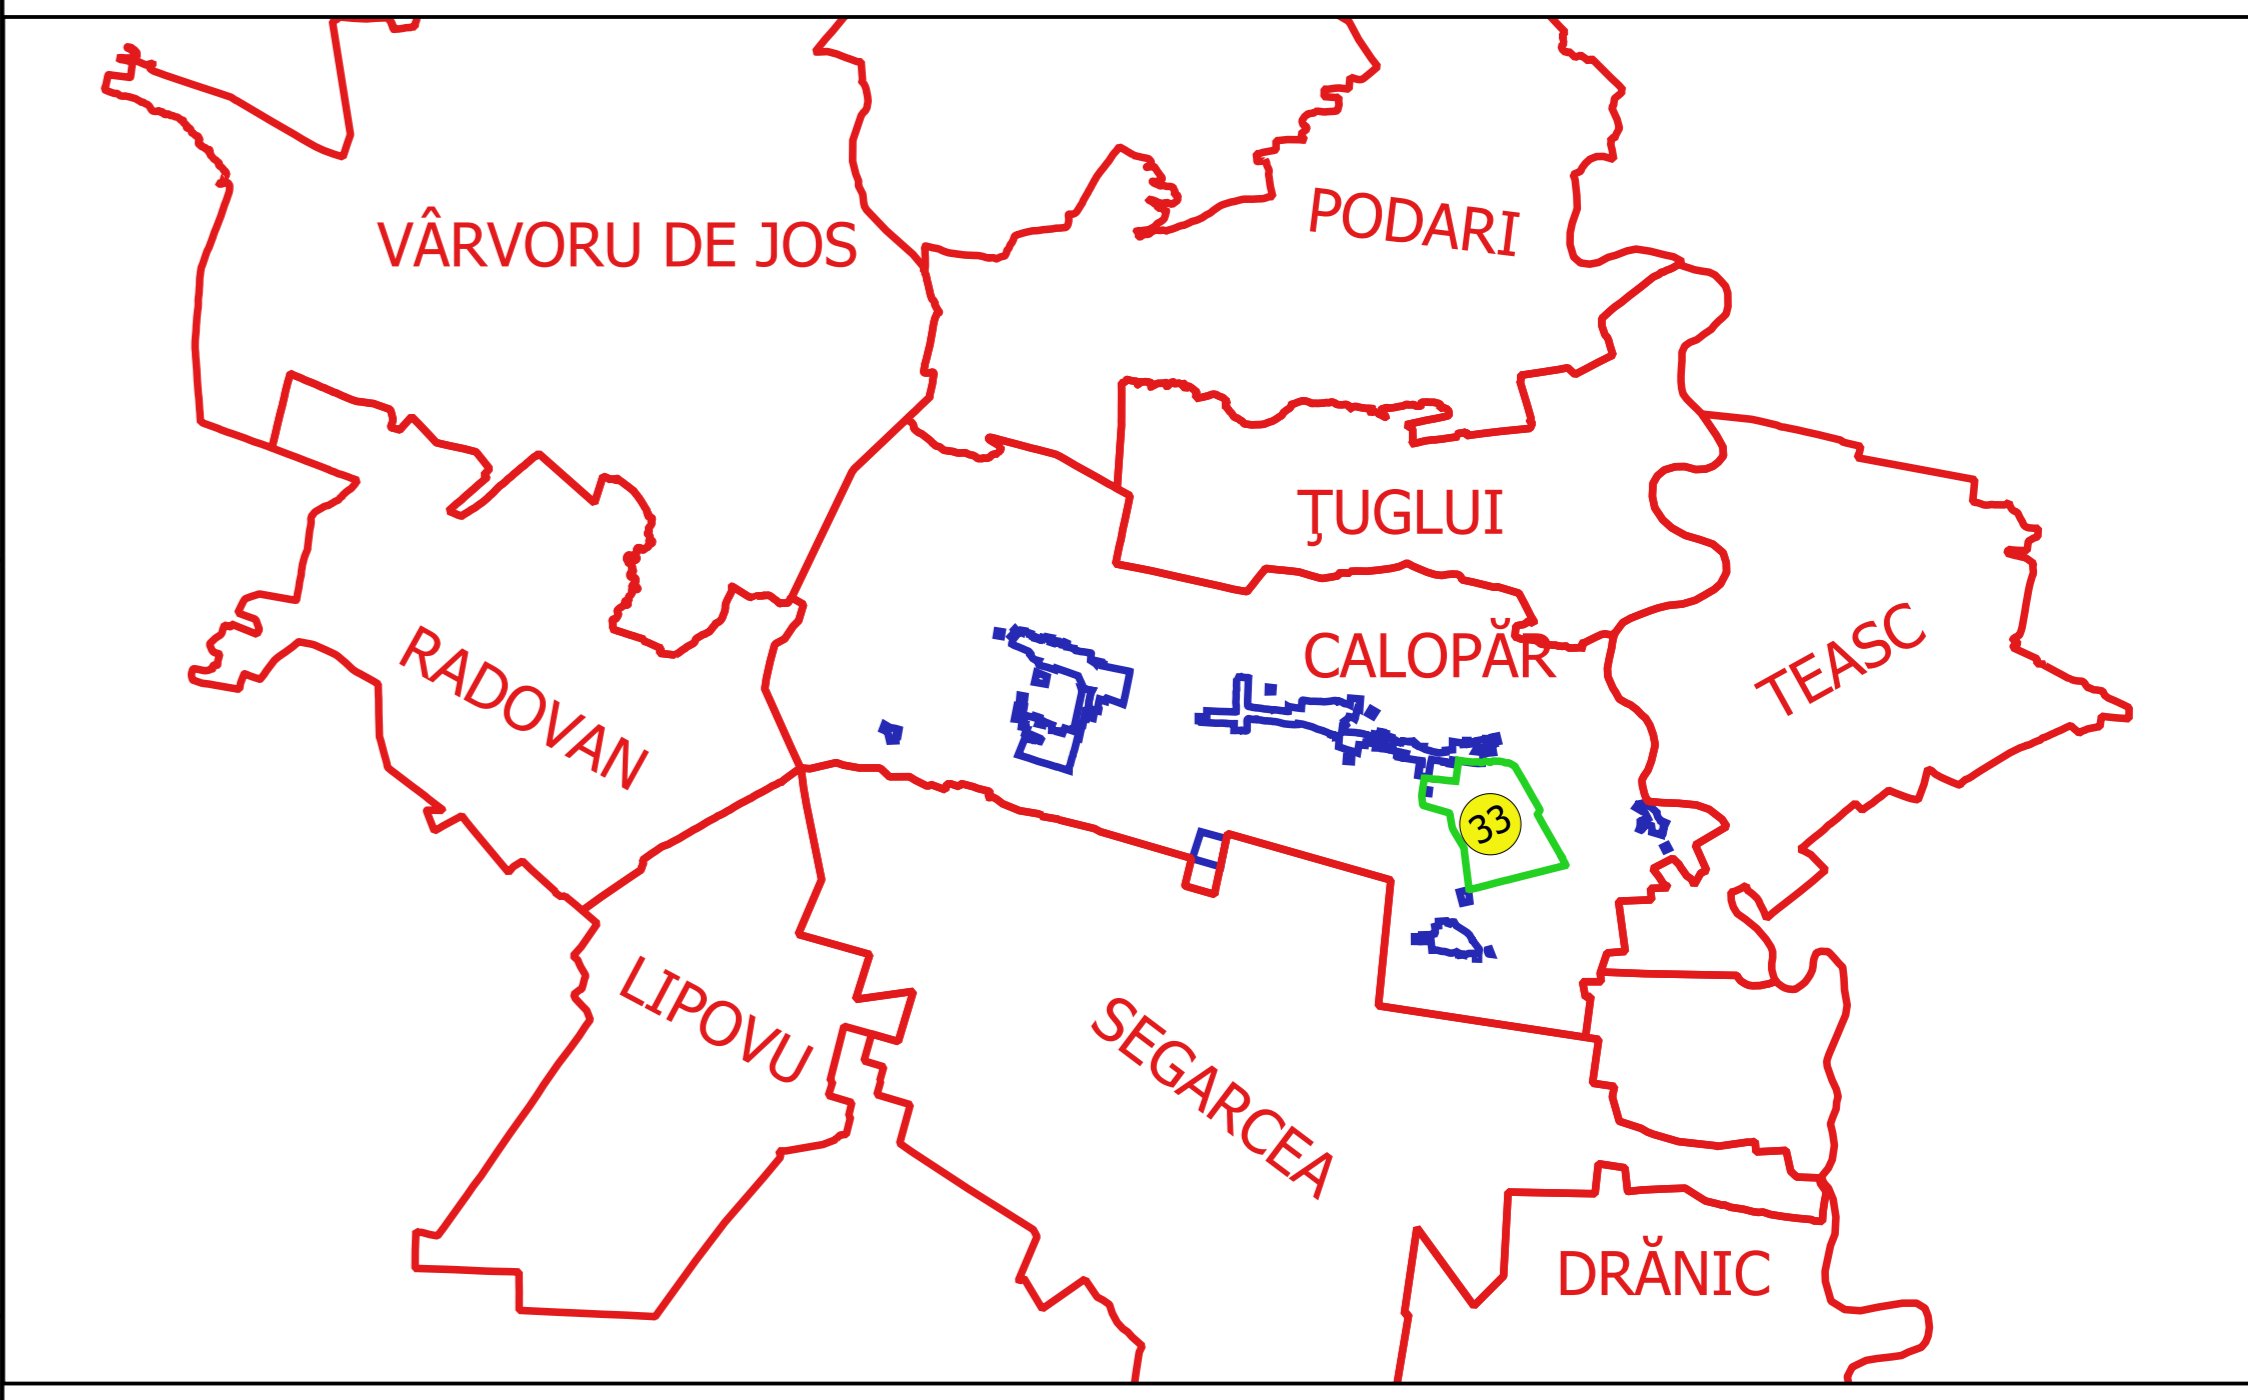 VÂRVORU DE JOS
PODARI
ŢUGLUI
CALOPĂR
TEASC
RADOVAN
33
LIPOVU
SEGARCEA
DRĂNIC